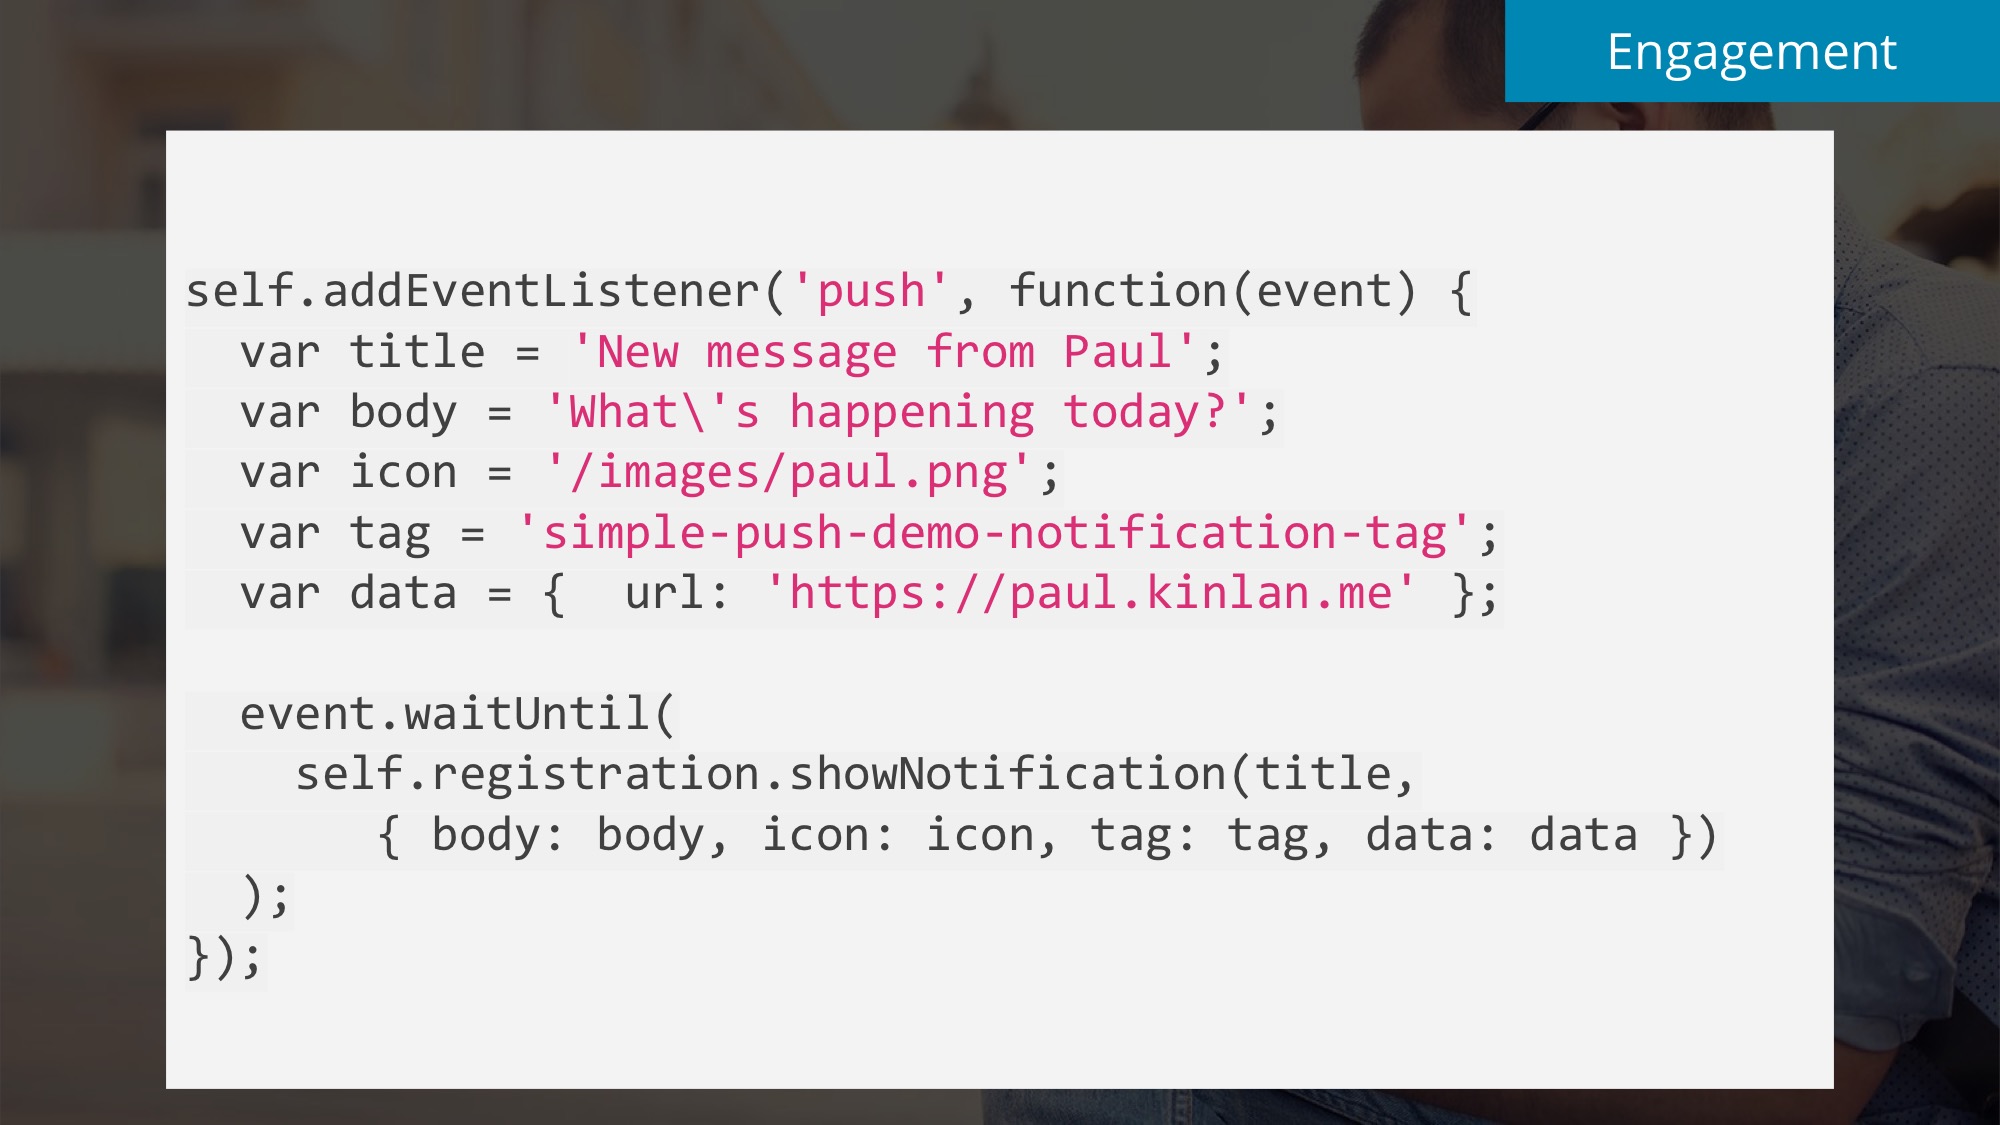 Engagement
self.addEventListener('push', function(event) {
  var title = 'New message from Paul';
  var body = 'What\'s happening today?';
  var icon = '/images/paul.png';
  var tag = 'simple-push-demo-notification-tag';
  var data = {  url: 'https://paul.kinlan.me' };
  event.waitUntil(
    self.registration.showNotification(title,
       { body: body, icon: icon, tag: tag, data: data })
  );
});